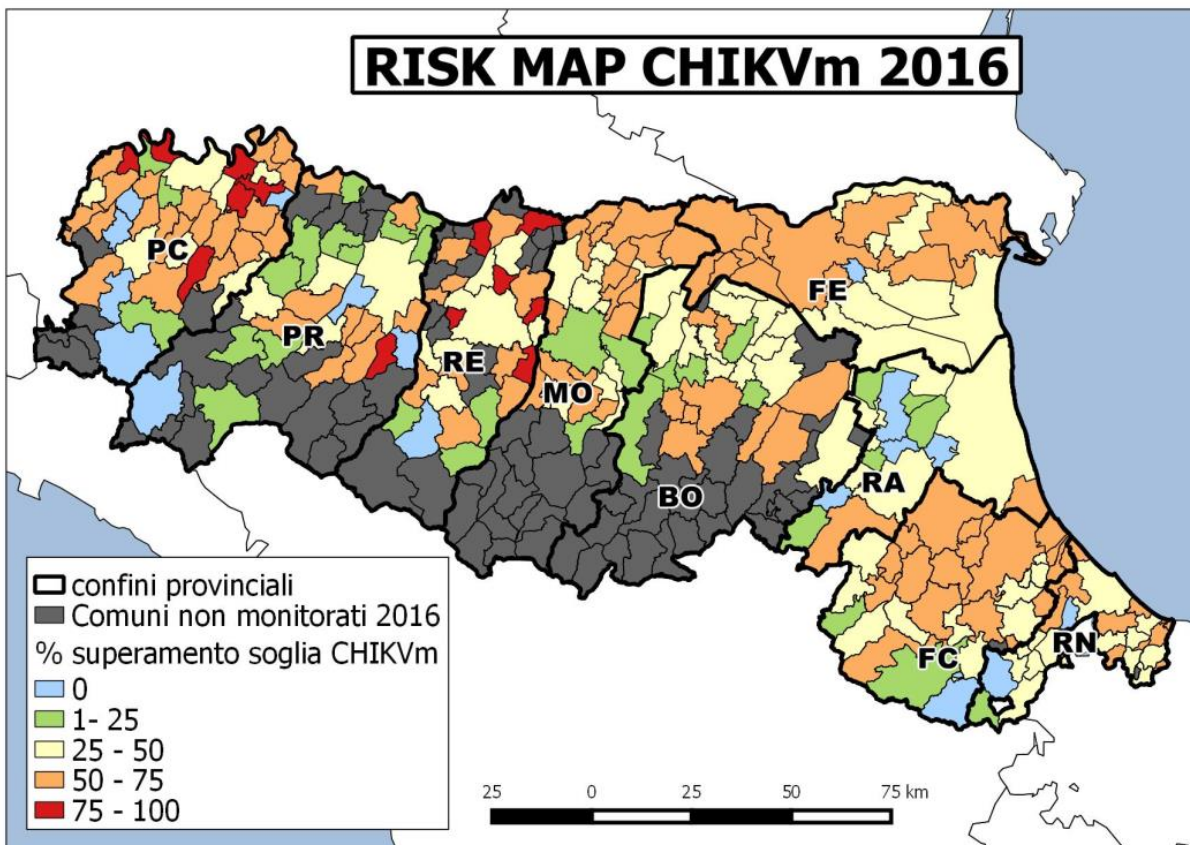 RISK MAP CHIKVm 2016
PC
PR
RE
MO
FE
BO
RA
FC
RN
confini provinciali
Comuni non monitorati 2016
% superamento soglia CHIKVm
0
1- 25
25 - 50
50 - 75
75 - 100
25 0 25 50 75 km